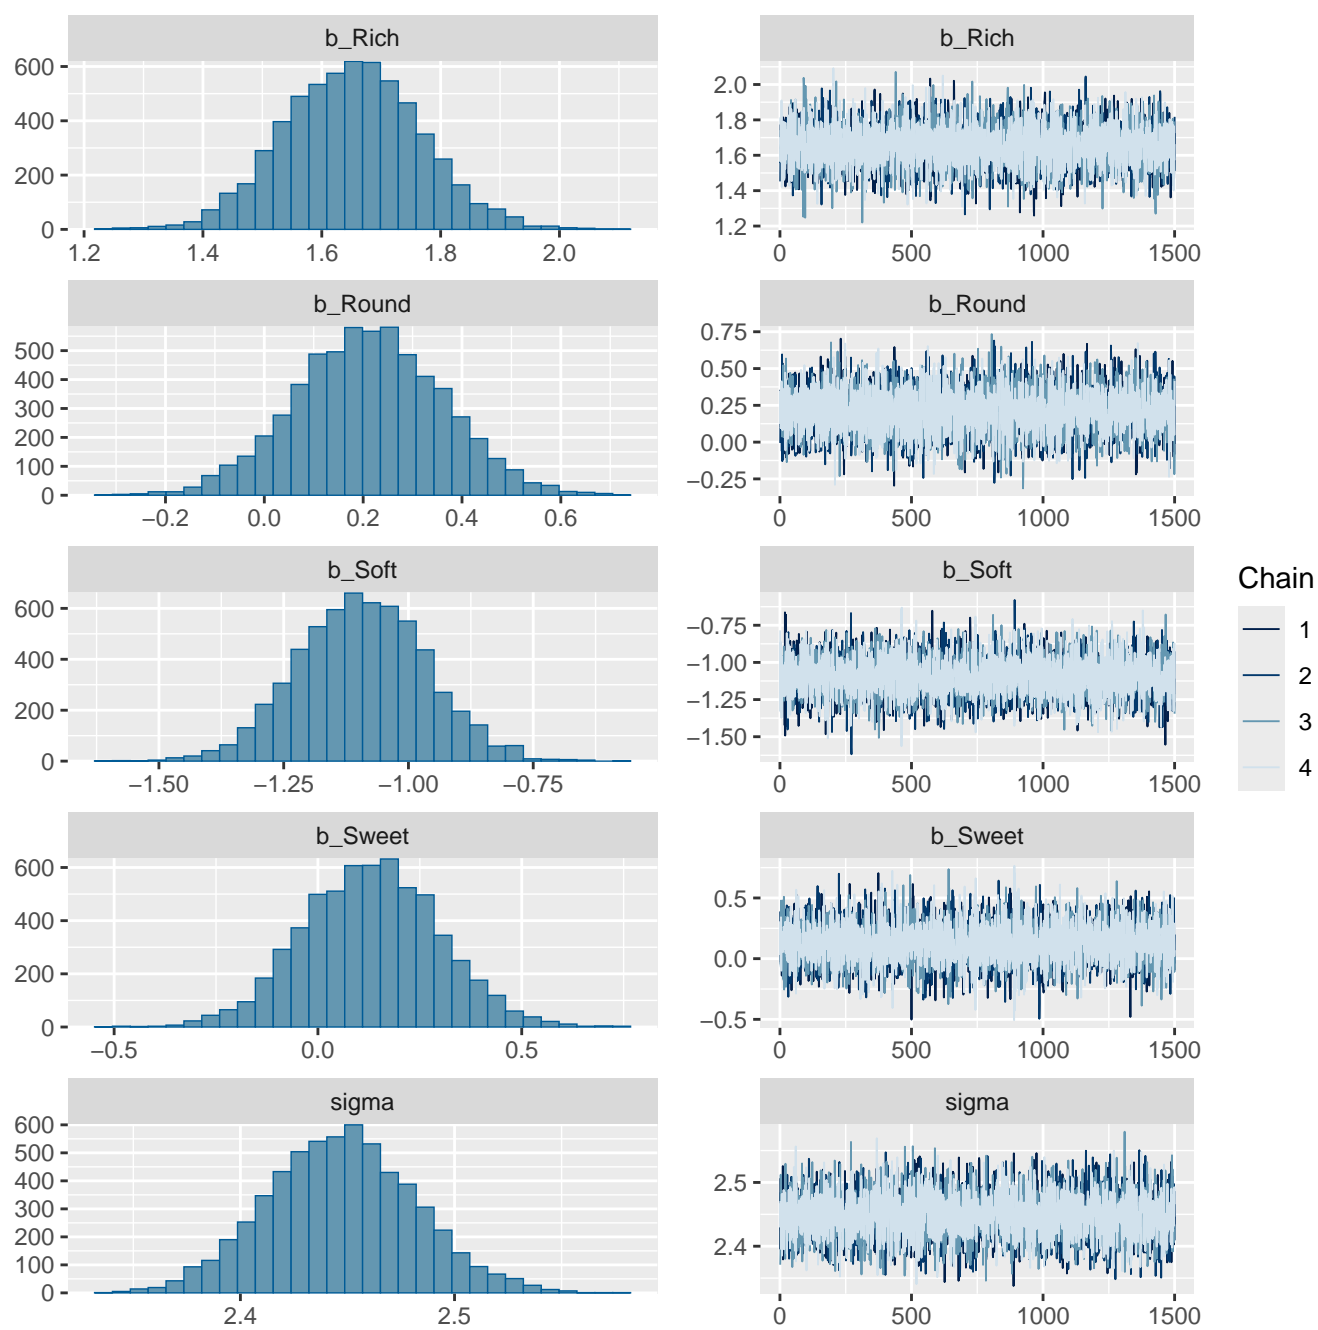 b_Rich
600
400
200
0
1.2 1.4 1.6 1.8 2.0
b_Rich
2.0
1.8
1.6
1.4
1.2
0 500 1000 1500
b_Round
500
400
300
200
100
0
−0.2 0.0 0.2 0.4 0.6
b_Round
0.75
0.50
0.25
0.00
−0.25
0 500 1000 1500
b_Soft
600
400
200
0
−1.50 −1.25 −1.00 −0.75
b_Soft
−0.75
−1.00
−1.25
−1.50
0 500 1000 1500
b_Sweet
600
400
200
0
−0.5 0.0 0.5
b_Sweet
0.5
0.0
−0.5
0 500 1000 1500
sigma
600
500
400
300
200
100
0
2.4 2.5
sigma
2.5
2.4
0 500 1000 1500
Chain
1
2
3
4